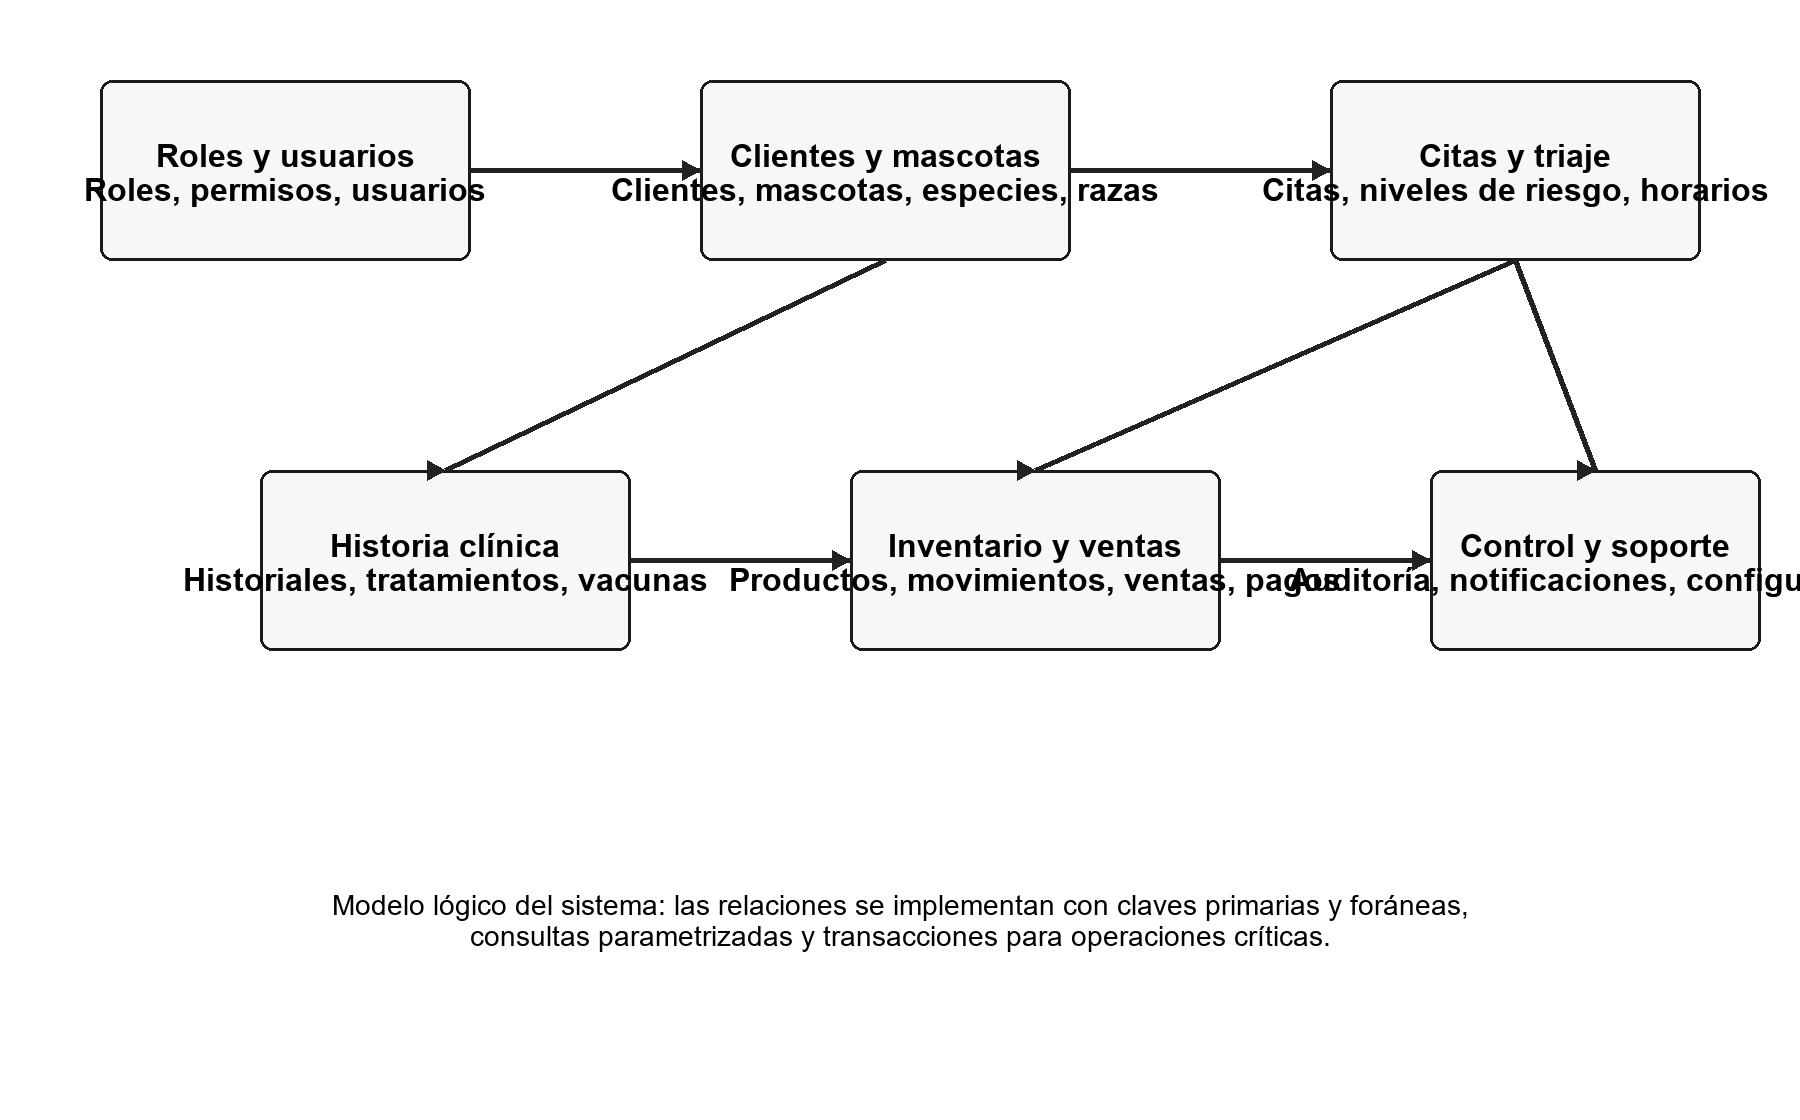 Roles y usuarios
Roles, permisos, usuarios
Clientes y mascotas
Clientes, mascotas, especies, razas
Citas y triaje
Citas, niveles de riesgo, horarios
Historia clínica
Historiales, tratamientos, vacunas
Inventario y ventas
Productos, movimientos, ventas, pagos
Control y soporte
Auditoría, notificaciones, configu
Modelo lógico del sistema: las relaciones se implementan con claves primarias y foráneas,
consultas parametrizadas y transacciones para operaciones críticas.